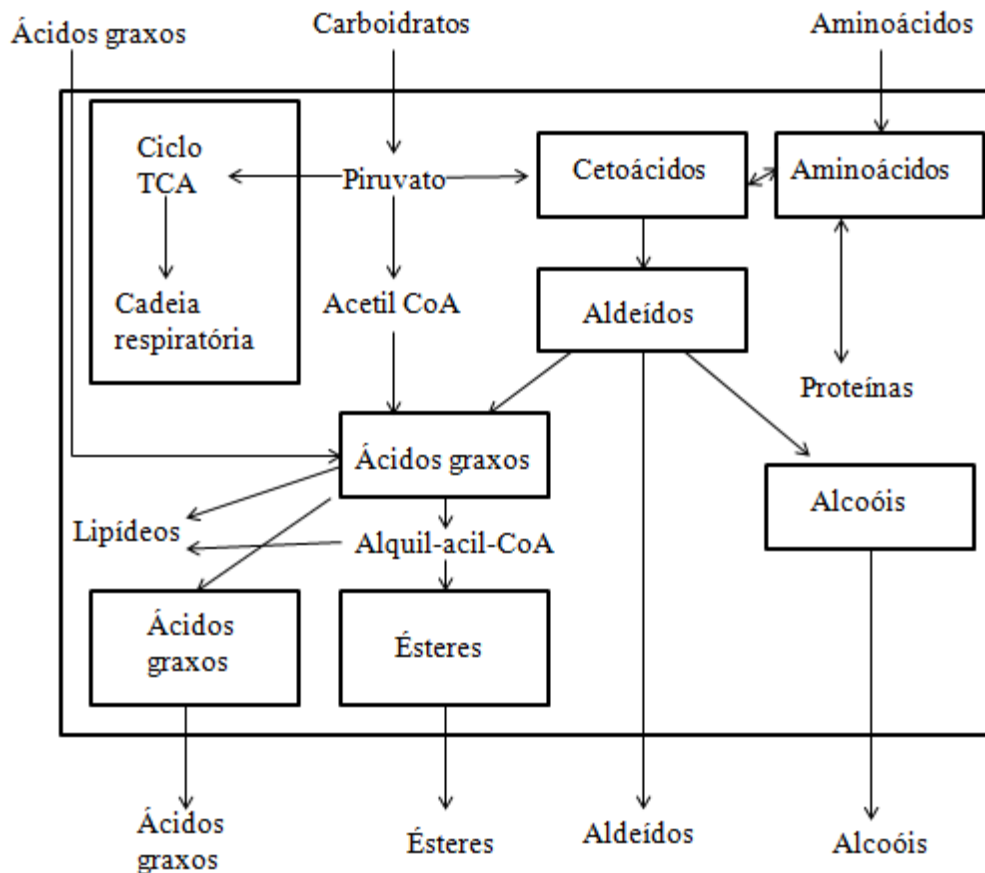 Ácidos graxos
Carboidratos
Aminoácidos
Ciclo
TCA
Piruvato
Cetoácidos
Aminoácidos
Cadeia
respiratória
Acetil CoA
Aldeídos
Proteínas
Ácidos graxos
Alcoóis
Lipídeos
Alquil-acil-CoA
Ácidos
graxos
Ésteres
Ácidos
graxos
Ésteres
Aldeídos
Alcoóis